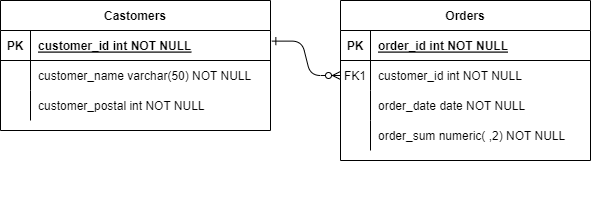 Castomers
PK customer_id int NOT NULL
customer_name varchar(50) NOT NULL
customer_postal int NOT NULL
Orders
PK order_id int NOT NULL
FK1 customer_id int NOT NULL
order_date date NOT NULL
order_sum numeric( ,2) NOT NULL